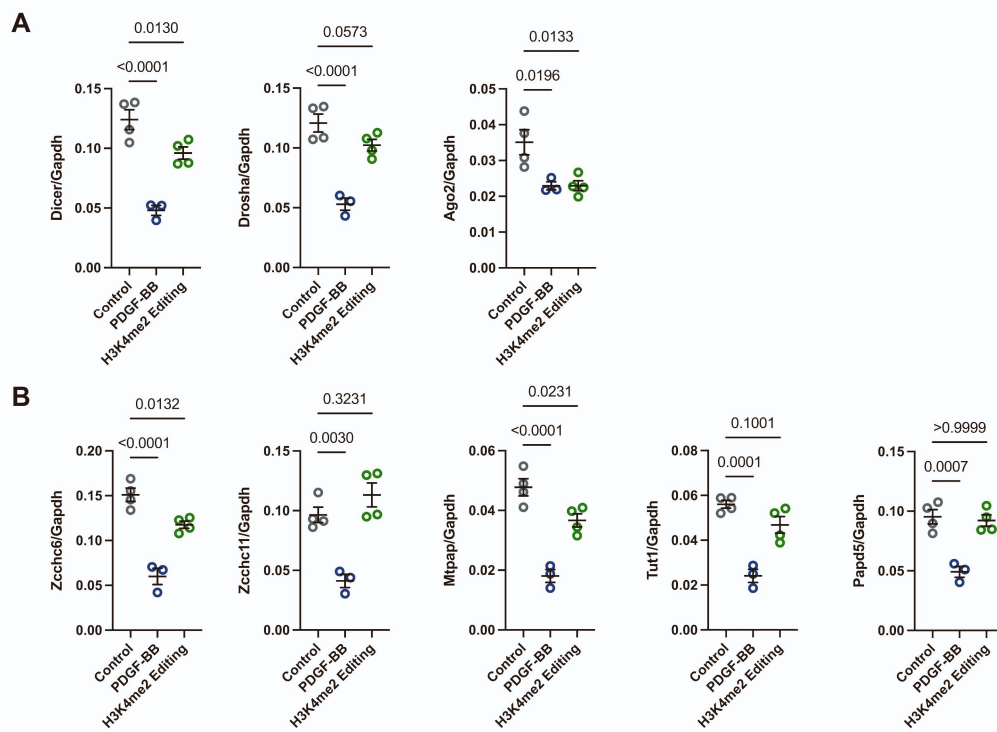 A
0.0130
<0.0001
0.15
0.10
0.05
0.00
Dicer/Gapdh
Control
PDGF-BB
H3K4me2 Editing
0.0573
<0.0001
0.15
0.10
0.05
0.00
Drosha/Gapdh
Control
PDGF-BB
H3K4me2 Editing
0.0133
0.0196
0.05
0.04
0.03
0.02
0.01
0.00
Ago2/Gapdh
Control
PDGF-BB
H3K4me2 Editing
B
0.0132
<0.0001
0.20
0.15
0.10
0.05
0.00
Zcchc6/Gapdh
Control
PDGF-BB
H3K4me2 Editing
0.3231
0.0030
0.15
0.10
0.05
0.00
Zcchc11/Gapdh
Control
PDGF-BB
H3K4me2 Editing
0.0231
<0.0001
0.06
0.04
0.02
0.00
Mtpap/Gapdh
Control
PDGF-BB
H3K4me2 Editing
0.1001
0.0001
0.08
0.06
0.04
0.02
0.00
Tut1/Gapdh
Control
PDGF-BB
H3K4me2 Editing
>0.9999
0.0007
0.15
0.10
0.05
0.00
Papd5/Gapdh
Control
PDGF-BB
H3K4me2 Editing